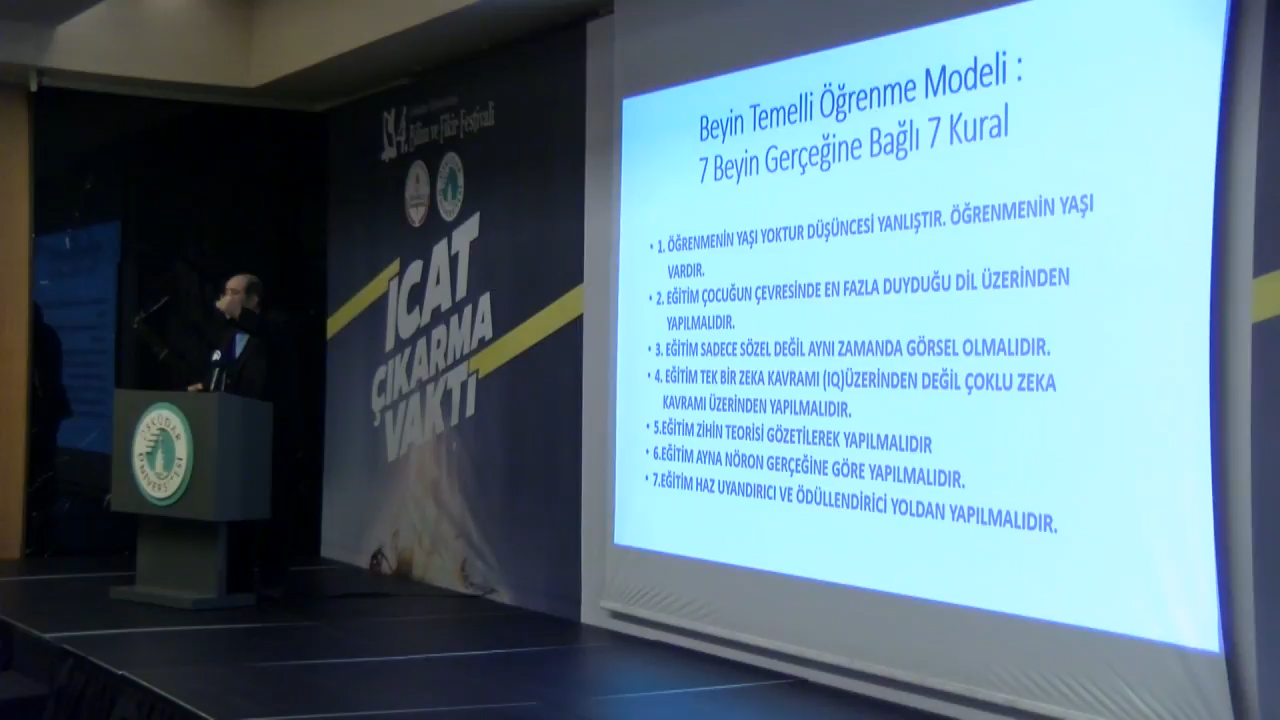 4.
Bilim ve Fikir Festivali
İCAT
ÇIKARMA
VAKTİ
ÜSKÜDAR
ÜNİVERSİTESİ
Beyin Temelli Öğrenme Modeli :
7 Beyin Gerçeğine Bağlı 7 Kural
• 1. ÖĞRENMENİN YAŞI YOKTUR DÜŞÜNCESİ YANLIŞTIR. ÖĞRENMENİN YAŞI
VARDIR.
• 2. EĞİTİM ÇOCUĞUN ÇEVRESİNDE EN FAZLA DUYDUĞU DİL ÜZERİNDEN
YAPILMALIDIR.
• 3. EĞİTİM SADECE SÖZEL DEĞİL AYNI ZAMANDA GÖRSEL OLMALIDIR.
• 4. EĞİTİM TEK BİR ZEKA KAVRAMI (IQ)ÜZERİNDEN DEĞİL ÇOKLU ZEKA
KAVRAMI ÜZERİNDEN YAPILMALIDIR.
• 5.EĞİTİM ZİHİN TEORİSİ GÖZETİLEREK YAPILMALIDIR
• 6.EĞİTİM AYNA NÖRON GERÇEĞİNE GÖRE YAPILMALIDIR.
• 7.EĞİTİM HAZ UYANDIRICI VE ÖDÜLLENDİRİCİ YOLDAN YAPILMALIDIR.